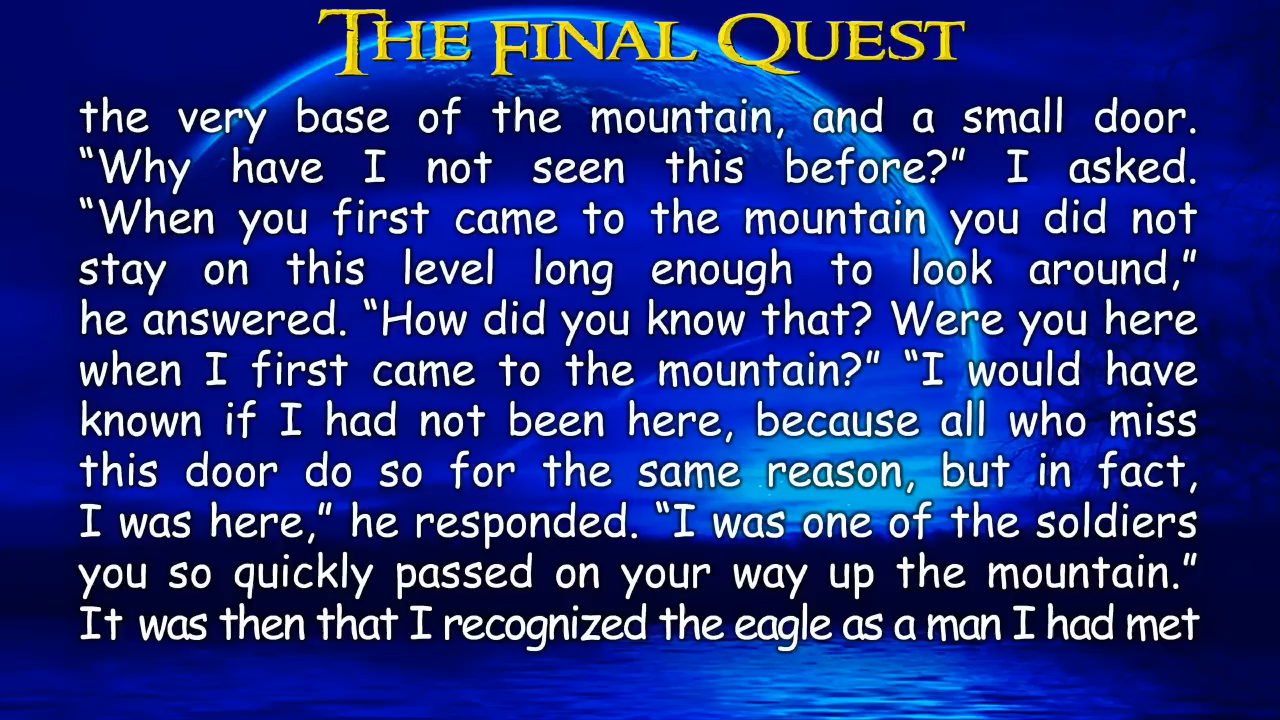 The Final Quest
the very base of the mountain, and a small door.
“Why have I not seen this before?” I asked.
“When you first came to the mountain you did not
stay on this level long enough to look around,”
he answered. “How did you know that? Were you here
when I first came to the mountain?” “I would have
known if I had not been here, because all who miss
this door do so for the same reason, but in fact,
I was here,” he responded. “I was one of the soldiers
you so quickly passed on your way up the mountain.”
It was then that I recognized the eagle as a man I had met